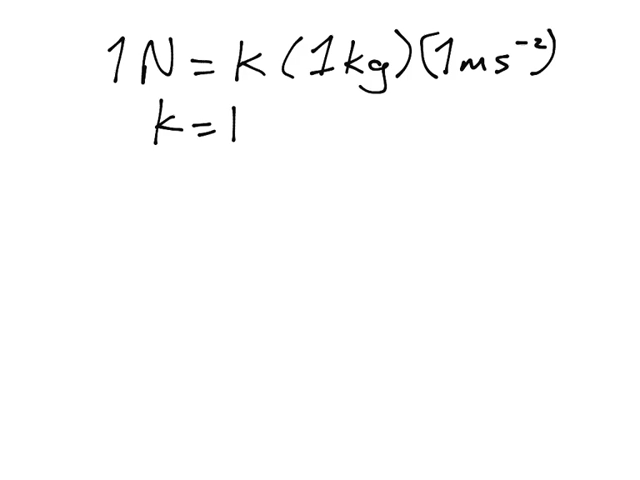 1N = k (1kg)(1ms⁻²)
k = 1